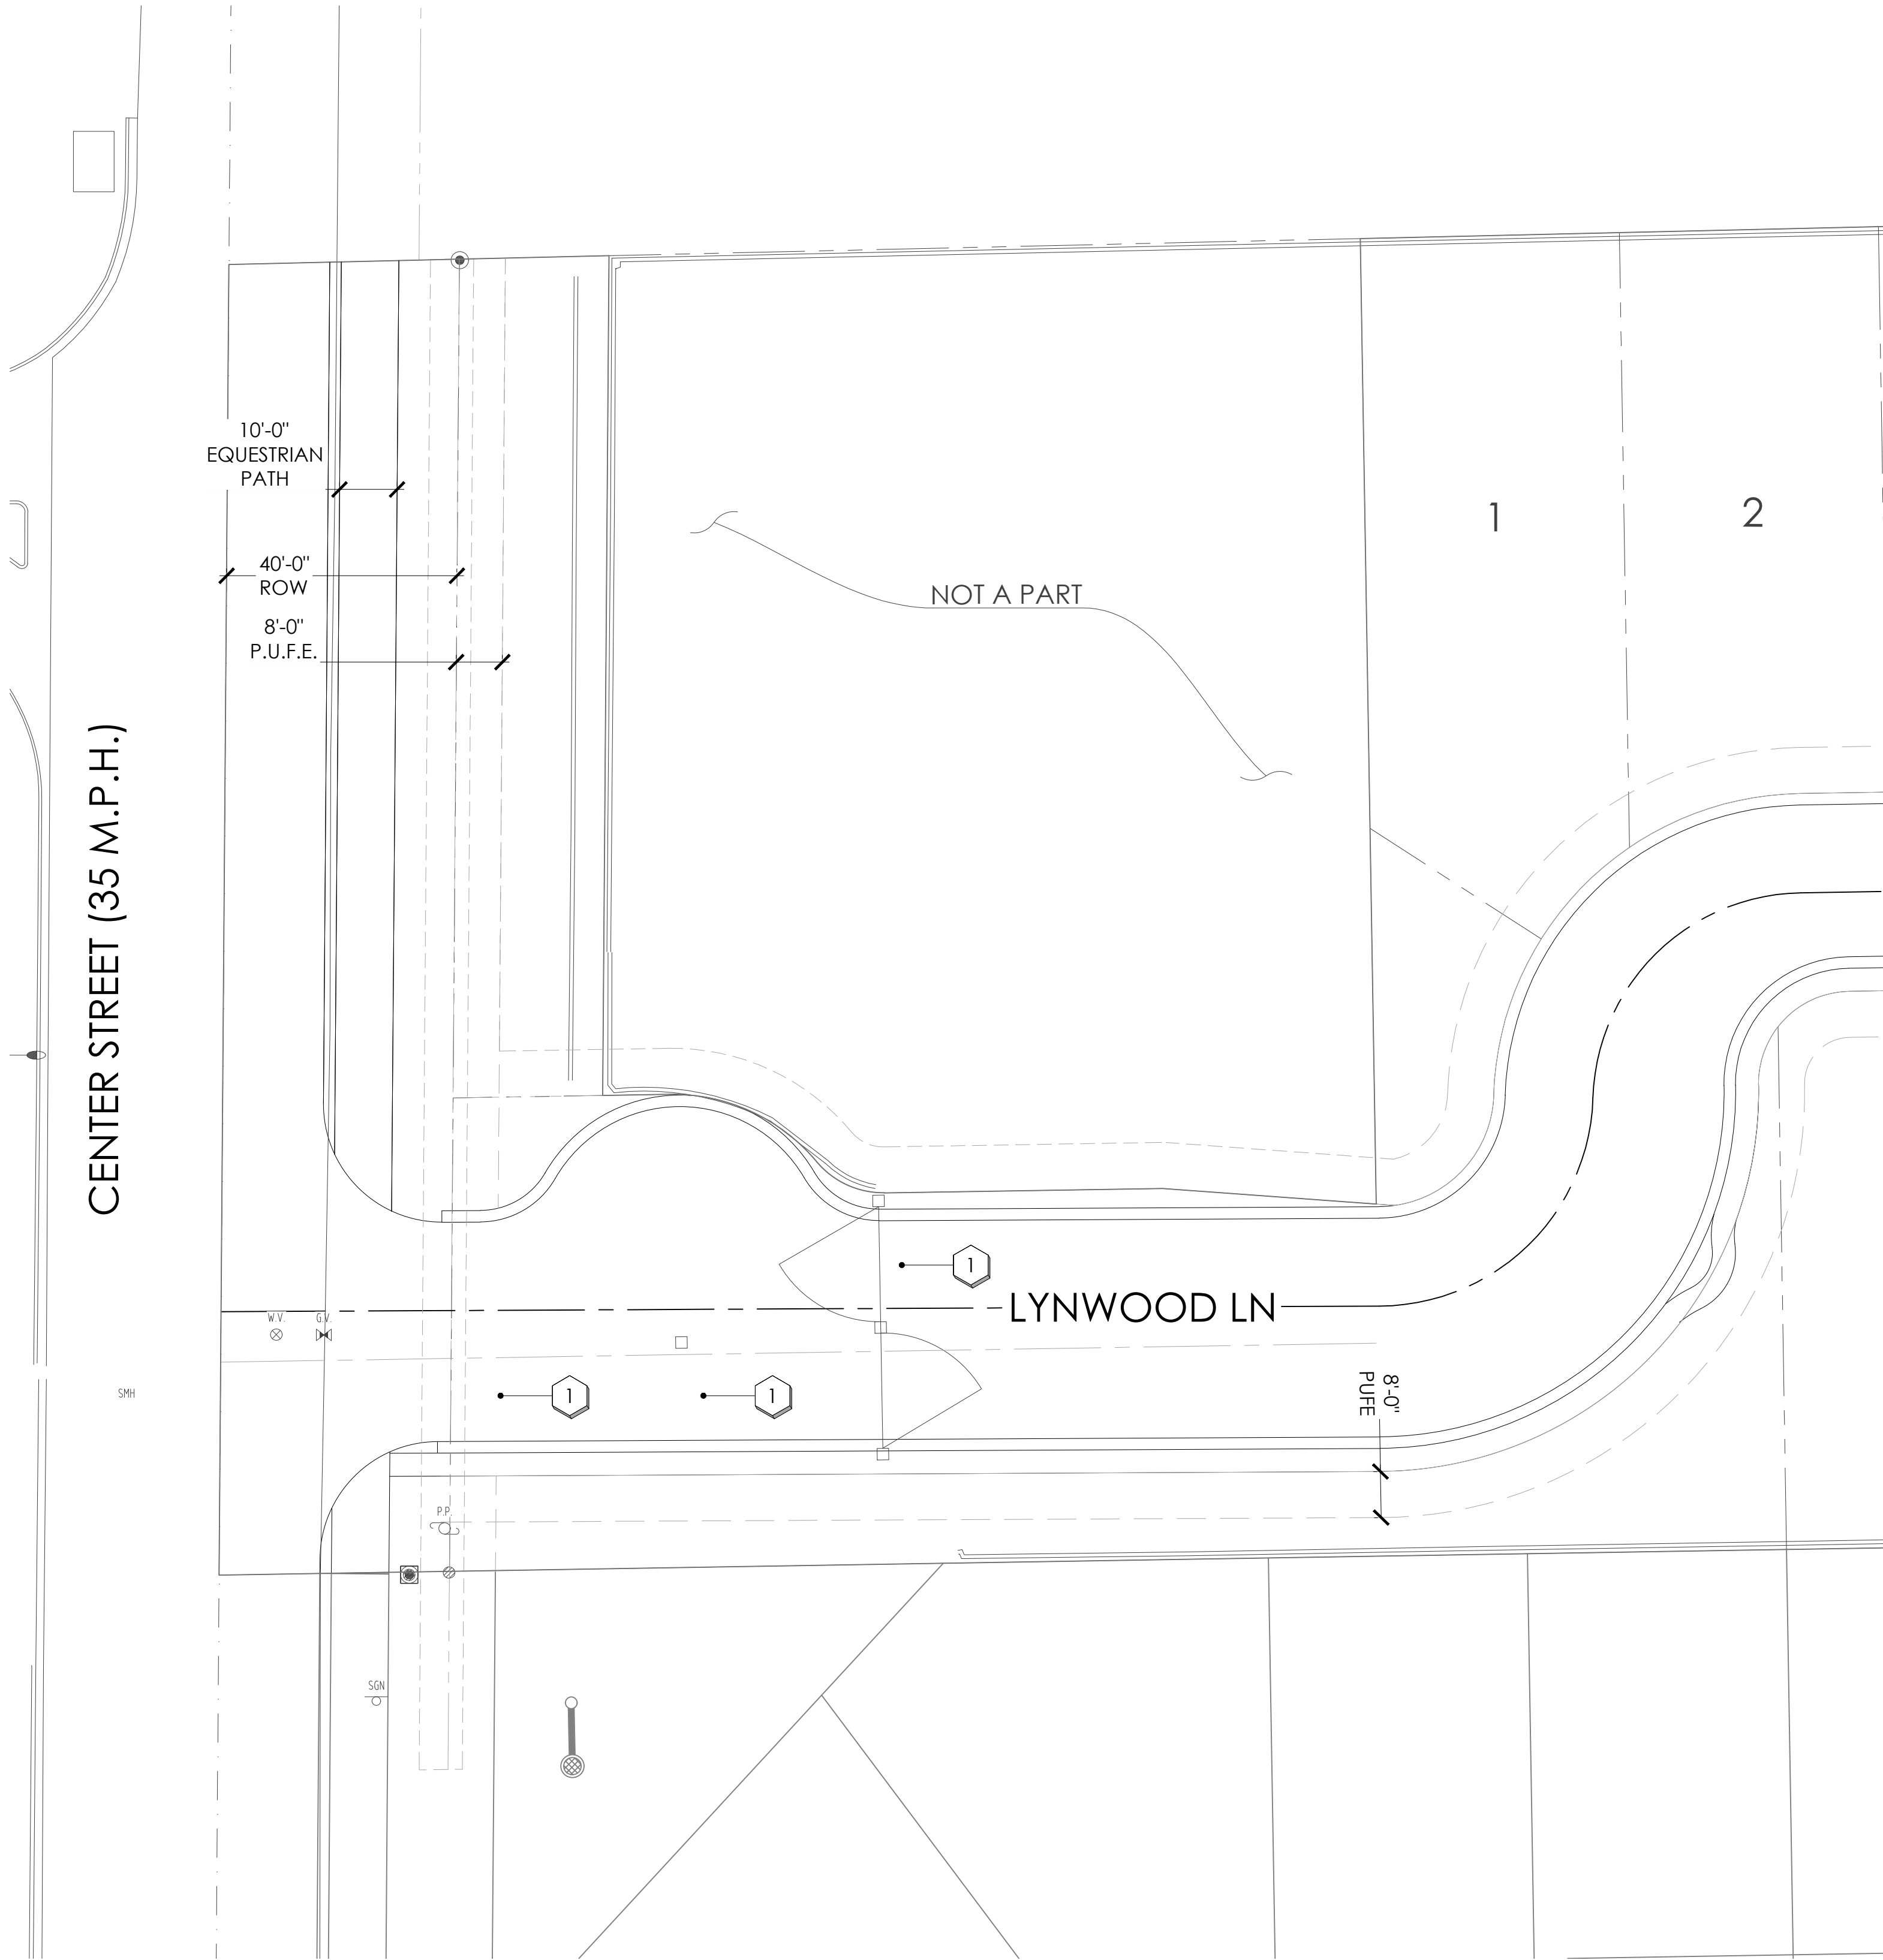 10'-0"
EQUESTRIAN
PATH
40'-0"
ROW
8'-0"
P.U.F.E.
1
2
NOT A PART
CENTER STREET (35 M.P.H.)
1
LYNWOOD LN
W.V.
G.V.
SMH
1
1
8'-0"
PUFE
P.P.
SGN